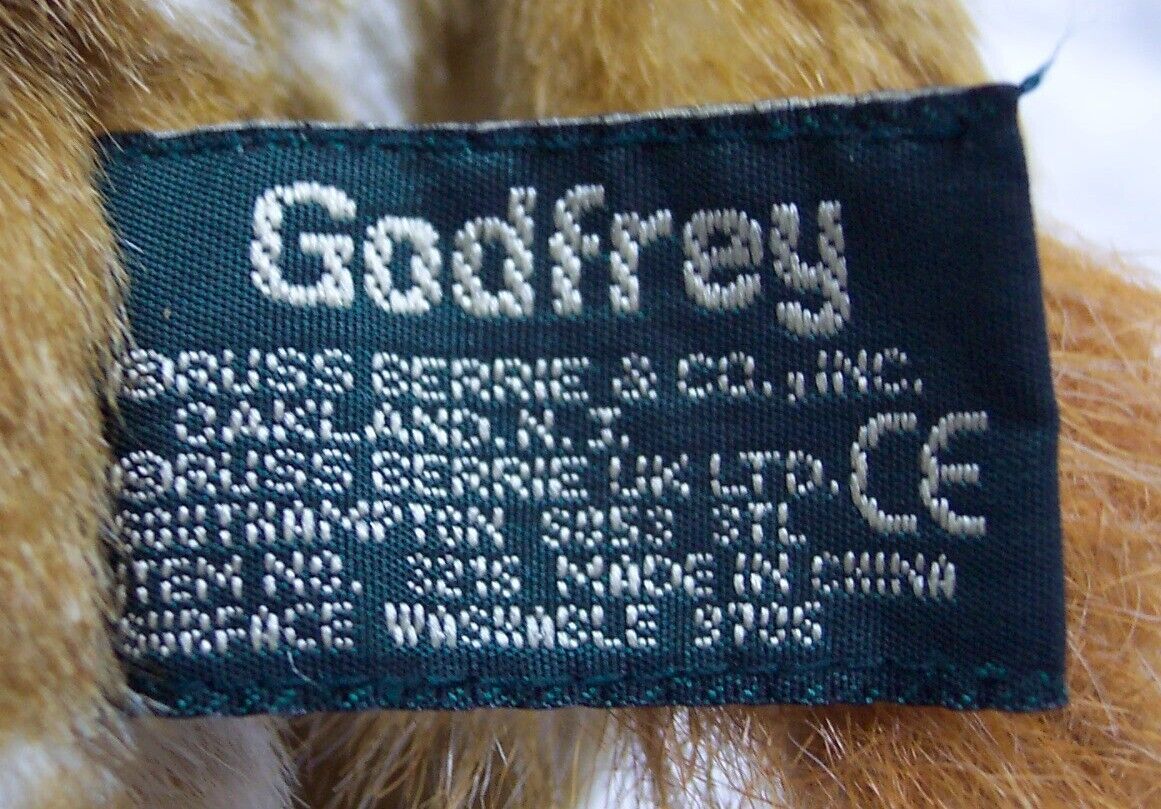 Godfrey
©RUSS BERRIE & CO., INC.
OAKLAND, N.J.
©RUSS BERRIE UK LTD.
SOUTHAMPTON
CE
ITEM NO. MADE IN CHINA
SURFACE WASHABLE